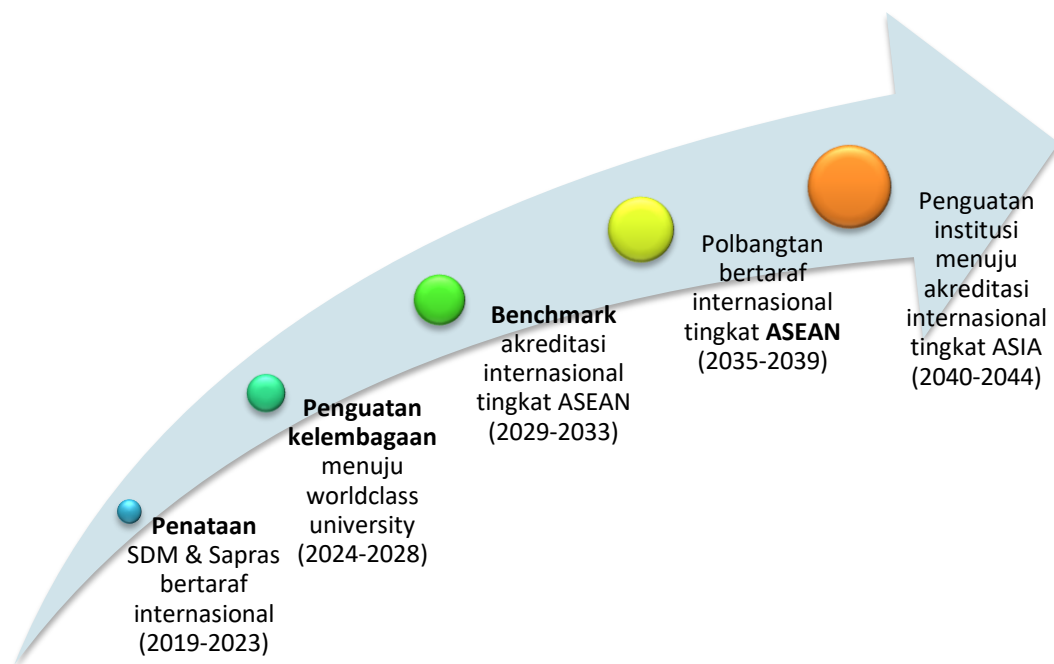 Penataan
SDM & Sapras
bertaraf
internasional
(2019-2023)
Penguatan
kelembagaan
menuju
worldclass
university
(2024-2028)
Benchmark
akreditasi
internasional
tingkat ASEAN
(2029-2033)
Polbangtan
bertaraf
internasional
tingkat ASEAN
(2035-2039)
Penguatan
institusi
menuju
akreditasi
internasional
tingkat ASIA
(2040-2044)